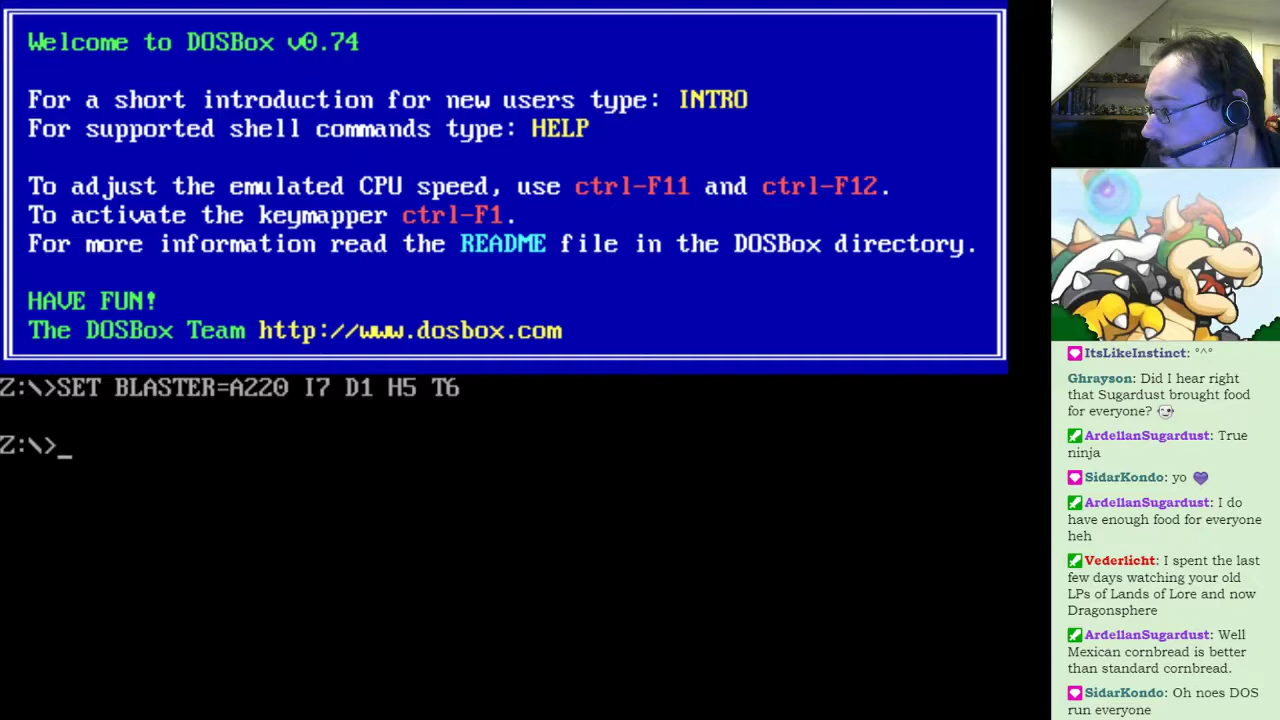 Welcome to DOSBox v0.74
For a short introduction for new users type: INTRO
For supported shell commands type: HELP
To adjust the emulated CPU speed, use ctrl-F11 and ctrl-F12.
To activate the keymapper ctrl-F1.
For more information read the README file in the DOSBox directory.
HAVE FUN!
The DOSBox Team http://www.dosbox.com
Z:\>SET BLASTER=A220 I7 D1 H5 T6
Z:\>_
ItsLikeInstinct: °^°
Ghrayson: Did I hear right
that Sugardust brought food
for everyone?
ArdellanSugardust: True
ninja
SidarKondo: yo
ArdellanSugardust: I do
have enough food for everyone
heh
Vederlicht: I spent the last
few days watching your old
LPs of Lands of Lore and now
Dragonsphere
ArdellanSugardust: Well
Mexican cornbread is better
than standard cornbread.
SidarKondo: Oh noes DOS
run everyone